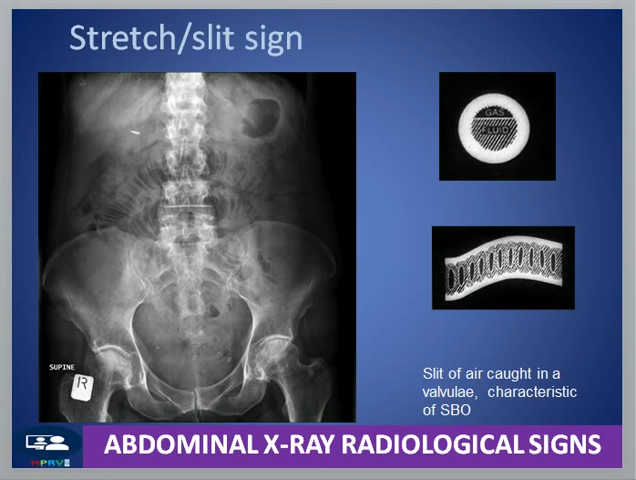 Stretch/slit sign
GAS
FLUID
SUPINE
R
Slit of air caught in a
valvulae, characteristic
of SBO
ABDOMINAL X-RAY RADIOLOGICAL SIGNS